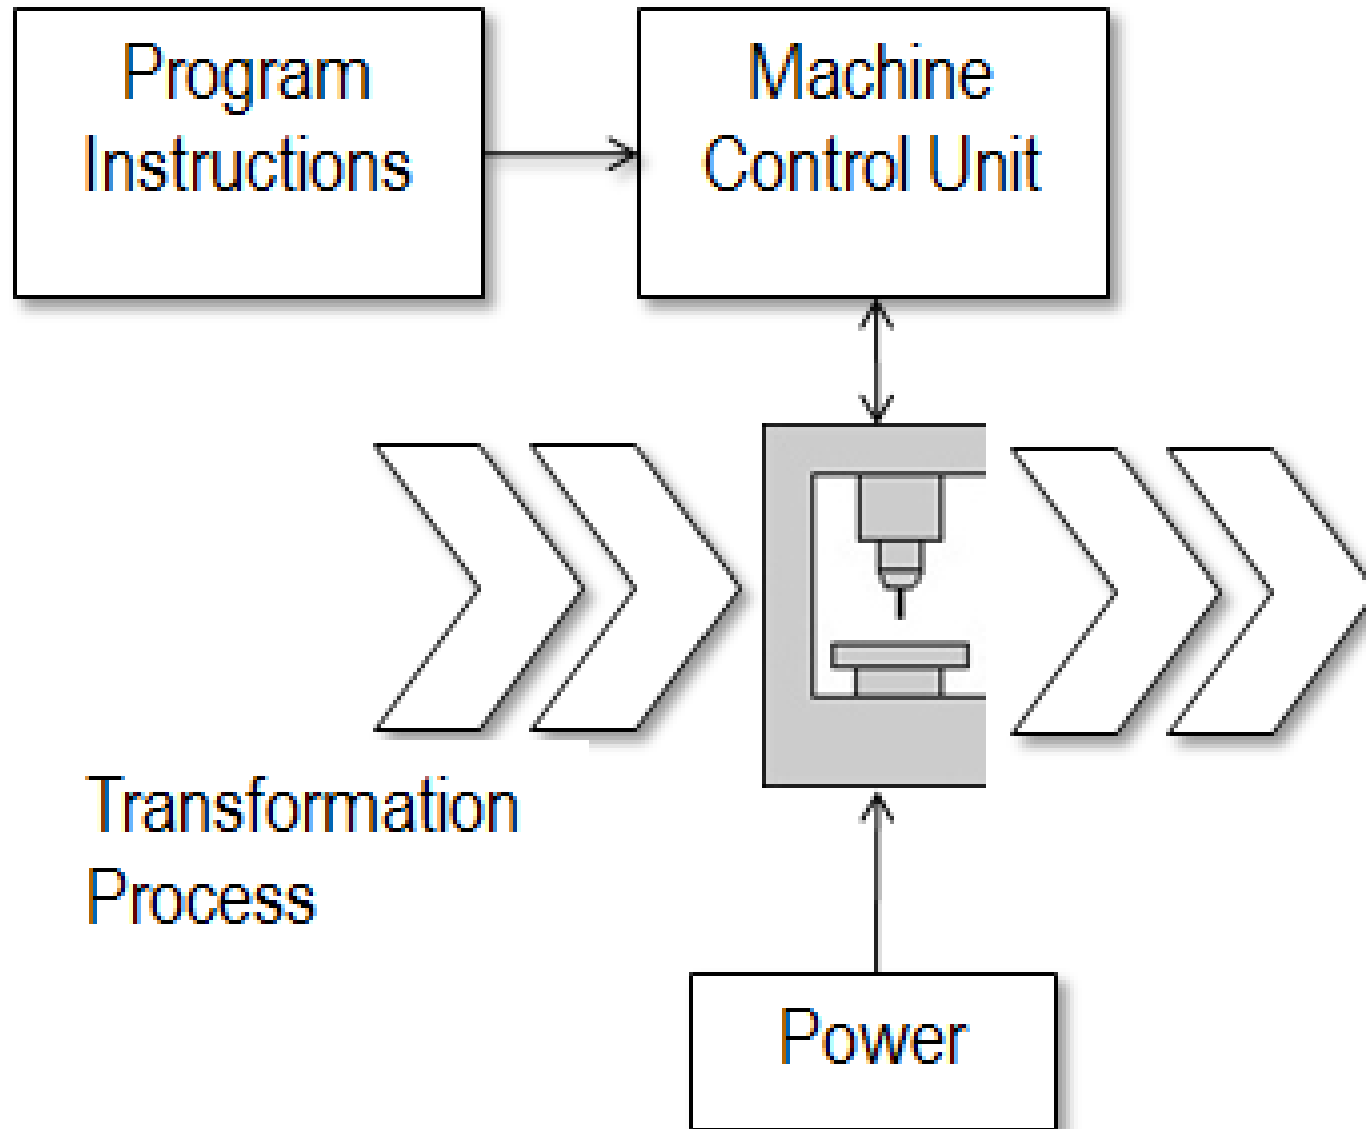 Program
Instructions
Machine
Control Unit
Transformation
Process
Power